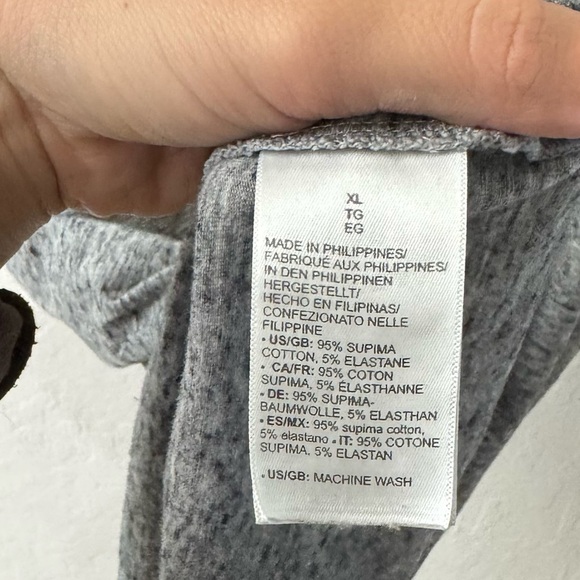 XL
TG
EG
MADE IN PHILIPPINES/
FABRIQUÉ AUX PHILIPPINES/
IN DEN PHILIPPINEN
HERGESTELLT/
HECHO EN FILIPINAS/
CONFEZIONATO NELLE
FILIPPINE
• US/GB: 95% SUPIMA
COTTON, 5% ELASTANE
• CA/FR: 95% COTON
SUPIMA, 5% ÉLASTHANNE
• DE: 95% SUPIMA-
BAUMWOLLE, 5% ELASTHAN
• ES/MX: 95% supima cotton,
5% elastano • IT: 95% COTONE
SUPIMA, 5% ELASTAN
• US/GB: MACHINE WASH